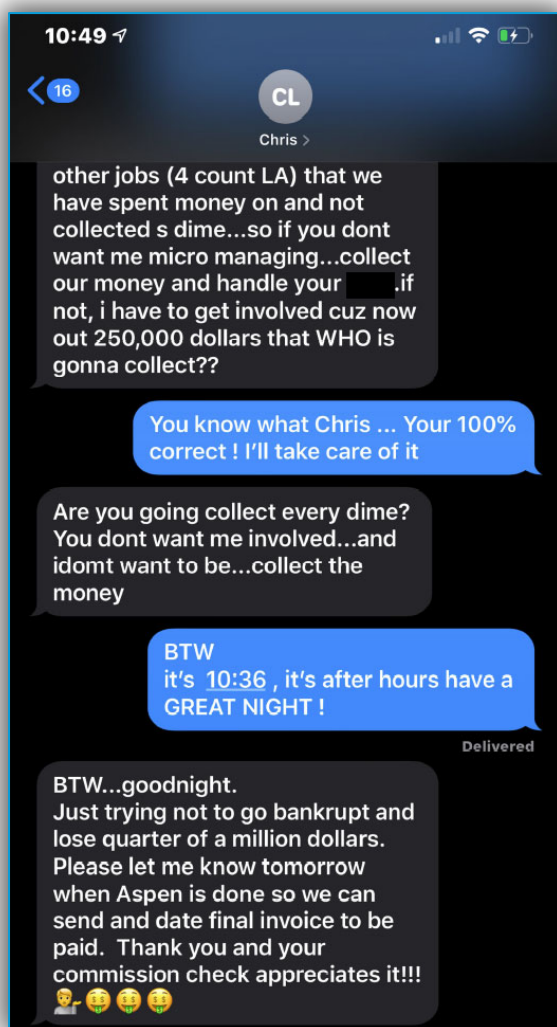 10:49
16
CL
Chris >
other jobs (4 count LA) that we
have spent money on and not
collected s dime...so if you dont
want me micro managing...collect
our money and handle your .if
not, i have to get involved cuz now
out 250,000 dollars that WHO is
gonna collect??
You know what Chris ... Your 100%
correct ! I'll take care of it
Are you going collect every dime?
You dont want me involved...and
idomt want to be...collect the
money
BTW
it's 10:36 , it's after hours have a
GREAT NIGHT !
Delivered
BTW...goodnight.
Just trying not to go bankrupt and
lose quarter of a million dollars.
Please let me know tomorrow
when Aspen is done so we can
send and date final invoice to be
paid. Thank you and your
commission check appreciates it!!!